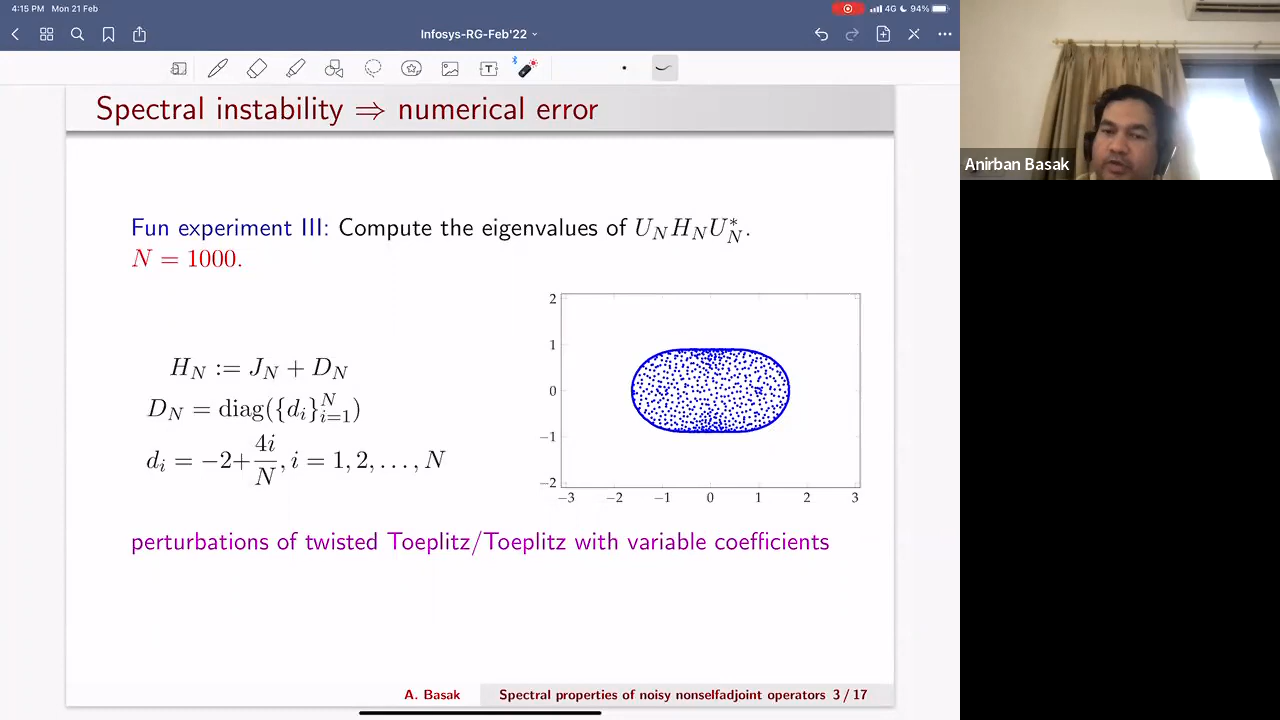 4:15 PM Mon 21 Feb
4G 94%
Infosys-RG-Feb'22
Spectral instability ⇒ numerical error
Anirban Basak
Fun experiment III: Compute the eigenvalues of U_N H_N U_N^*.
N = 1000.
H_N := J_N + D_N
D_N = diag({d_i}_{i=1}^N)
d_i = −2+4i/N, i = 1, 2, . . . , N
2
1
0
−1
−2
−3 −2 −1 0 1 2 3
perturbations of twisted Toeplitz/Toeplitz with variable coefficients
A. Basak Spectral properties of noisy nonselfadjoint operators 3 / 17